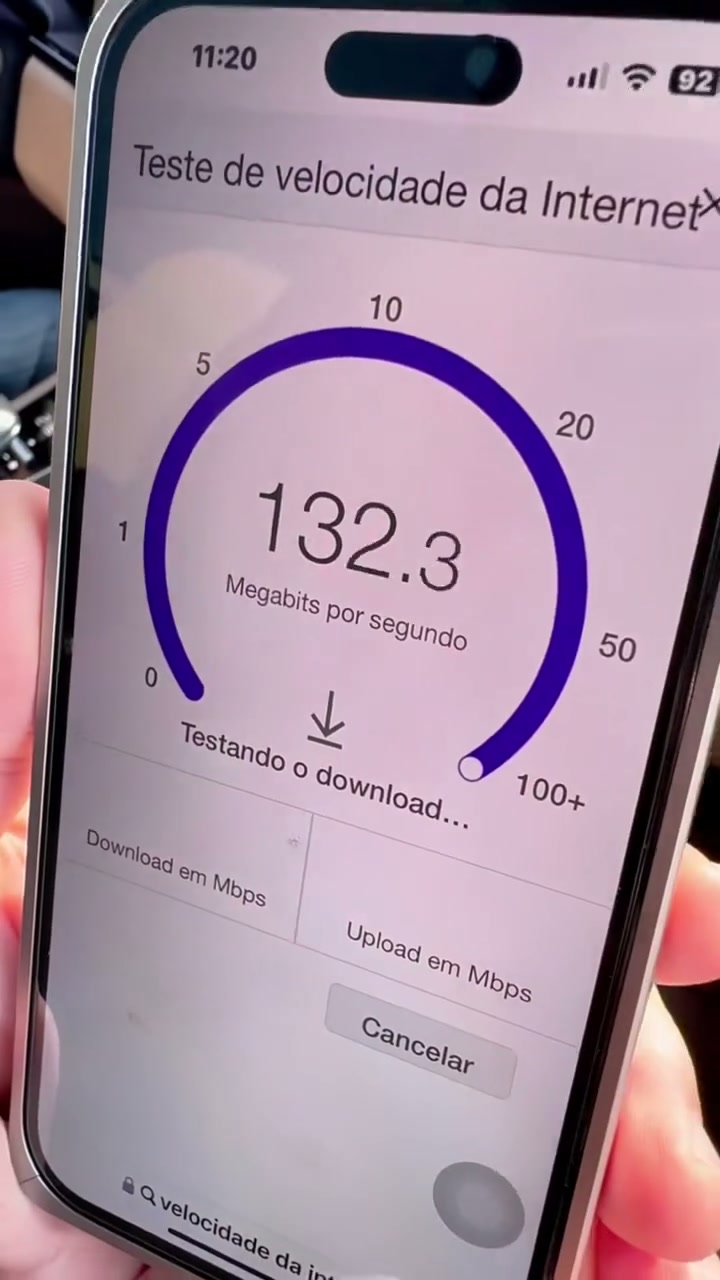 11:20
92
Teste de velocidade da Internet
10
5
20
1
132.3
Megabits por segundo
50
0
Testando o download...
100+
Download em Mbps
Upload em Mbps
Cancelar
velocidade da int